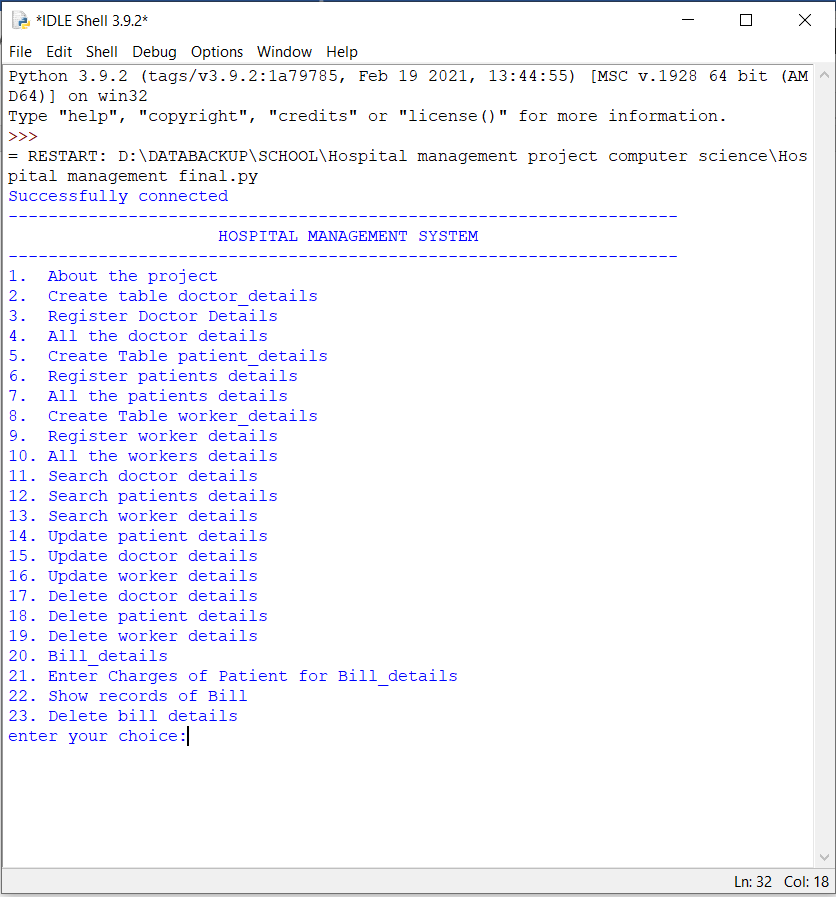 *IDLE Shell 3.9.2*
File Edit Shell Debug Options Window Help
Python 3.9.2 (tags/v3.9.2:1a79785, Feb 19 2021, 13:44:55) [MSC v.1928 64 bit (AM
D64)] on win32
Type "help", "copyright", "credits" or "license()" for more information.
>>>
= RESTART: D:\DATABACKUP\SCHOOL\Hospital management project computer science\Hos
pital management final.py
Successfully connected
-------------------------------------------------------------------
HOSPITAL MANAGEMENT SYSTEM
-------------------------------------------------------------------
1.  About the project
2.  Create table doctor_details
3.  Register Doctor Details
4.  All the doctor details
5.  Create Table patient_details
6.  Register patients details
7.  All the patients details
8.  Create Table worker_details
9.  Register worker details
10. All the workers details
11. Search doctor details
12. Search patients details
13. Search worker details
14. Update patient details
15. Update doctor details
16. Update worker details
17. Delete doctor details
18. Delete patient details
19. Delete worker details
20. Bill_details
21. Enter Charges of Patient for Bill_details
22. Show records of Bill
23. Delete bill details
enter your choice:
Ln: 32 Col: 18